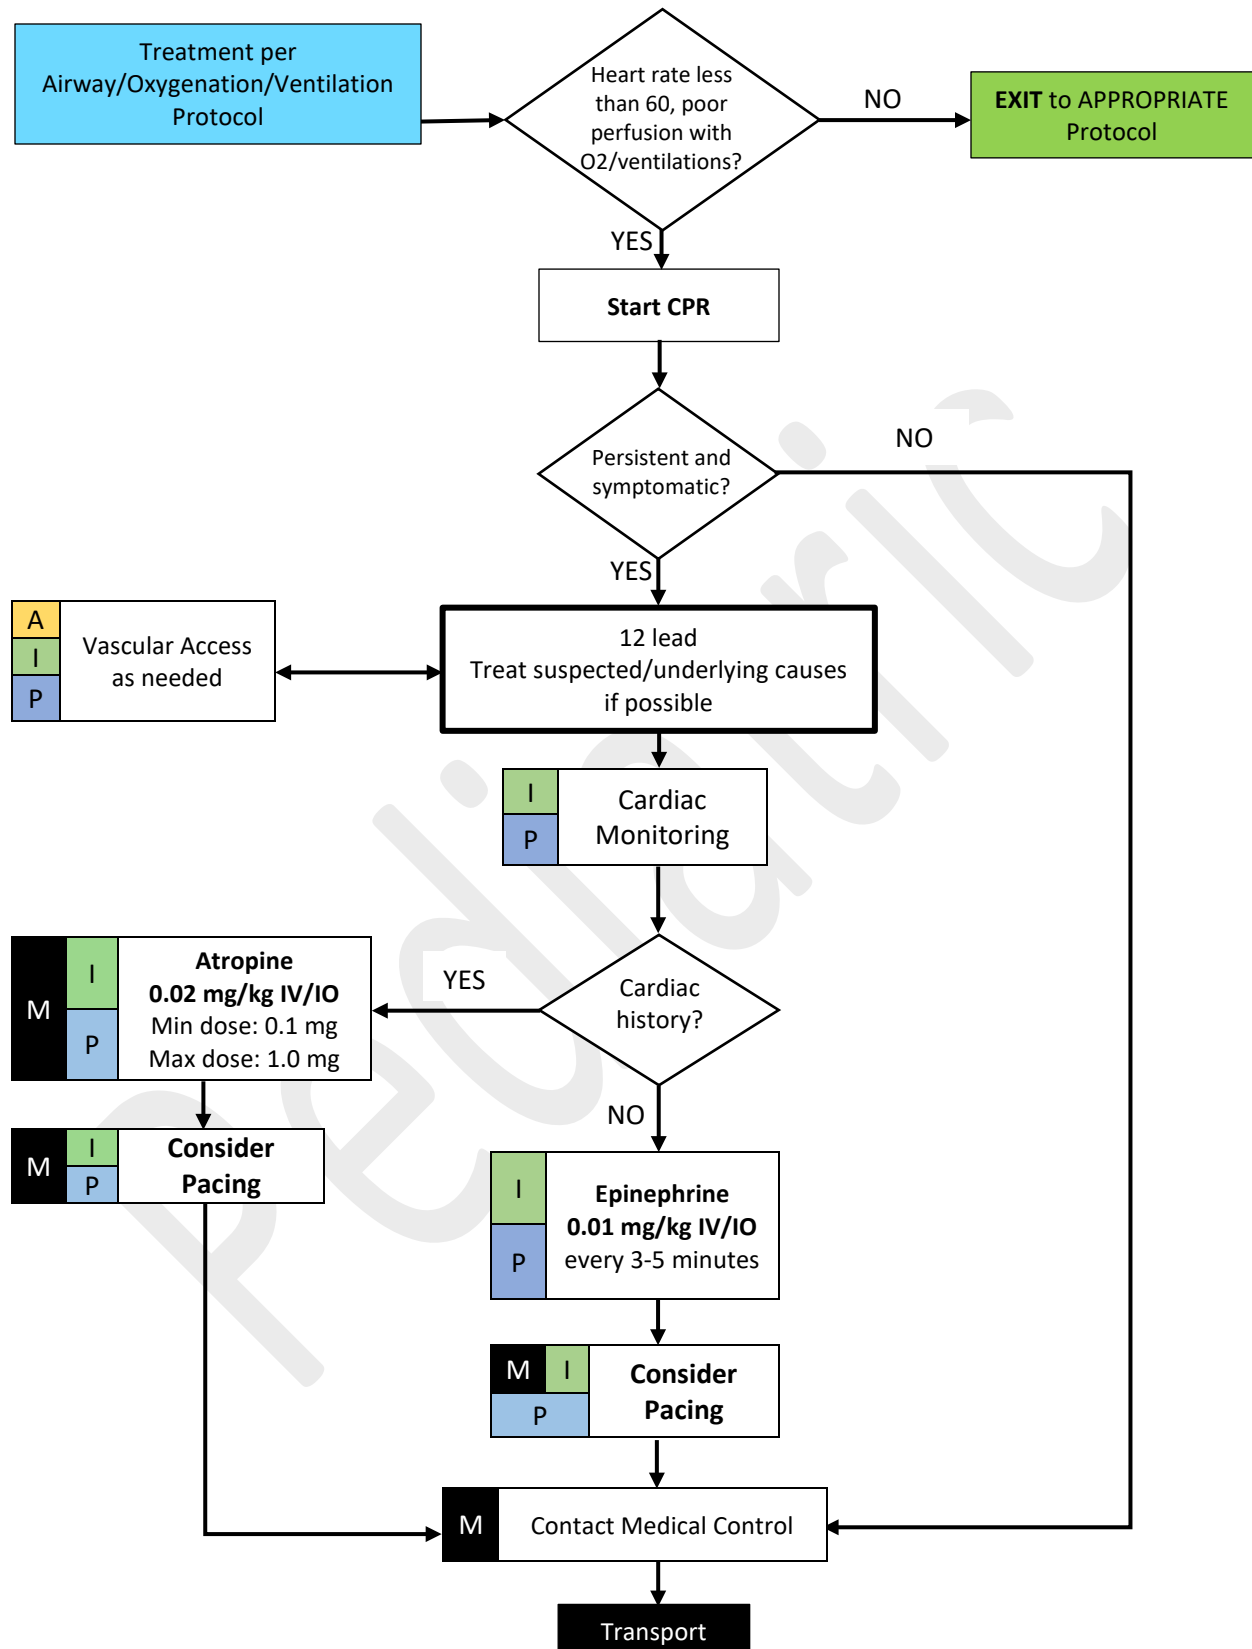 Treatment per
Airway/Oxygenation/Ventilation
Protocol
Heart rate less
than 60, poor
perfusion with
O2/ventilations?
NO
EXIT to APPROPRIATE
Protocol
YES
Start CPR
Persistent and
symptomatic?
NO
YES
A
I
P
Vascular Access
as needed
12 lead
Treat suspected/underlying causes
if possible
I
P
Cardiac
Monitoring
M
I
P
Atropine
0.02 mg/kg IV/IO
Min dose: 0.1 mg
Max dose: 1.0 mg
YES
Cardiac
history?
NO
M
I
P
Consider
Pacing
I
P
Epinephrine
0.01 mg/kg IV/IO
every 3-5 minutes
M
I
P
Consider
Pacing
M
Contact Medical Control
Transport
Pediatric